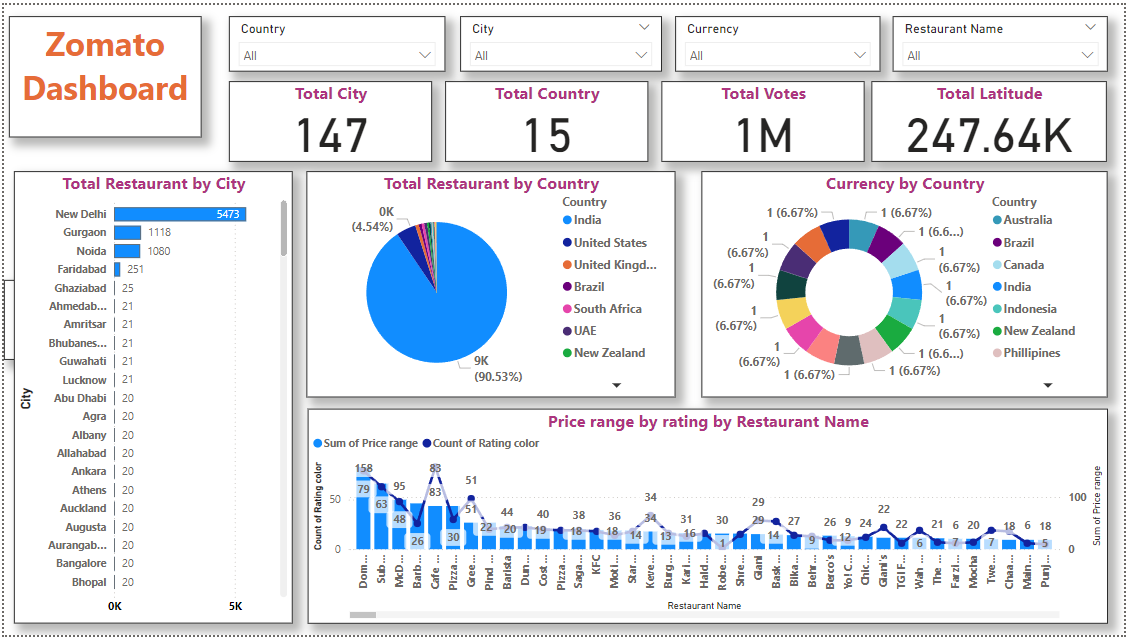 Zomato
Dashboard
Country
All
City
All
Currency
All
Restaurant Name
All
Total City
147
Total Country
15
Total Votes
1M
Total Latitude
247.64K
Total Restaurant by City
City
New Delhi 5473
Gurgaon 1118
Noida 1080
Faridabad 251
Ghaziabad 25
Ahmedab... 21
Amritsar 21
Bhubanes... 21
Guwahati 21
Lucknow 21
Abu Dhabi 20
Agra 20
Albany 20
Allahabad 20
Ankara 20
Athens 20
Auckland 20
Augusta 20
Aurangab... 20
Bangalore 20
Bhopal 20
0K 5K
Total Restaurant by Country
0K
(4.54%)
9K
(90.53%)
Country
India
United States
United Kingd...
Brazil
South Africa
UAE
New Zealand
Currency by Country
1 (6.67%)
1 (6.6...)
1
(6.67%)
1
(6.67%)
1
(6.67%)
1 (6.6...)
1 (6.67%)
1 (6.67%)
1
(6.67%)
1
(6.67%)
1
(6.67%)
1
(6.67%)
1 (6.67%)
Country
Australia
Brazil
Canada
India
Indonesia
New Zealand
Phillipines
Price range by rating by Restaurant Name
Sum of Price range Count of Rating color
Count of Rating color
50
0
158 95 83 51 44 40 38 36 34 31 30 29 27 26 9 24 22 22 21 6 20 18 6 18
79 63 48 26 83 30 51 22 20 19 18 18 14 34 13 16 1 29 14 9 12 6 7 7 5
100
0
Sum of Price range
Dom...
Sub...
McD...
Barb...
Cafe ...
Pizza...
Gree...
Pind ...
Barista
Dun...
Cost...
Pizza...
Saga...
KFC
Moti...
Star...
Keve...
Burg...
Kari...
Hald...
Robe...
Shre...
Giani
Bask...
Bika...
Behr...
Berco's
Yo! C...
Chic...
Giani's
TGI F...
Wah ...
The ...
Farzi...
Mocha
Twe...
Chaa...
Main...
Punj...
Restaurant Name